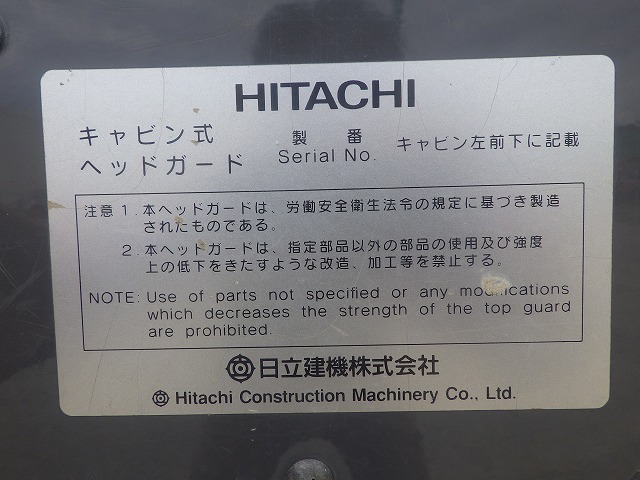 HITACHI
キャビン式
ヘッドガード
製番
Serial No.
キャビン左前下に記載
注意 1. 本ヘッドガードは、労働安全衛生法令の規定に基づき製造
されたものである。
2. 本ヘッドガードは、指定部品以外の部品の使用及び強度
上の低下をきたすような改造、加工等を禁止する。
NOTE: Use of parts not specified or any modifications
which decreases the strength of the top guard
are prohibited.
日立建機株式会社
Hitachi Construction Machinery Co., Ltd.